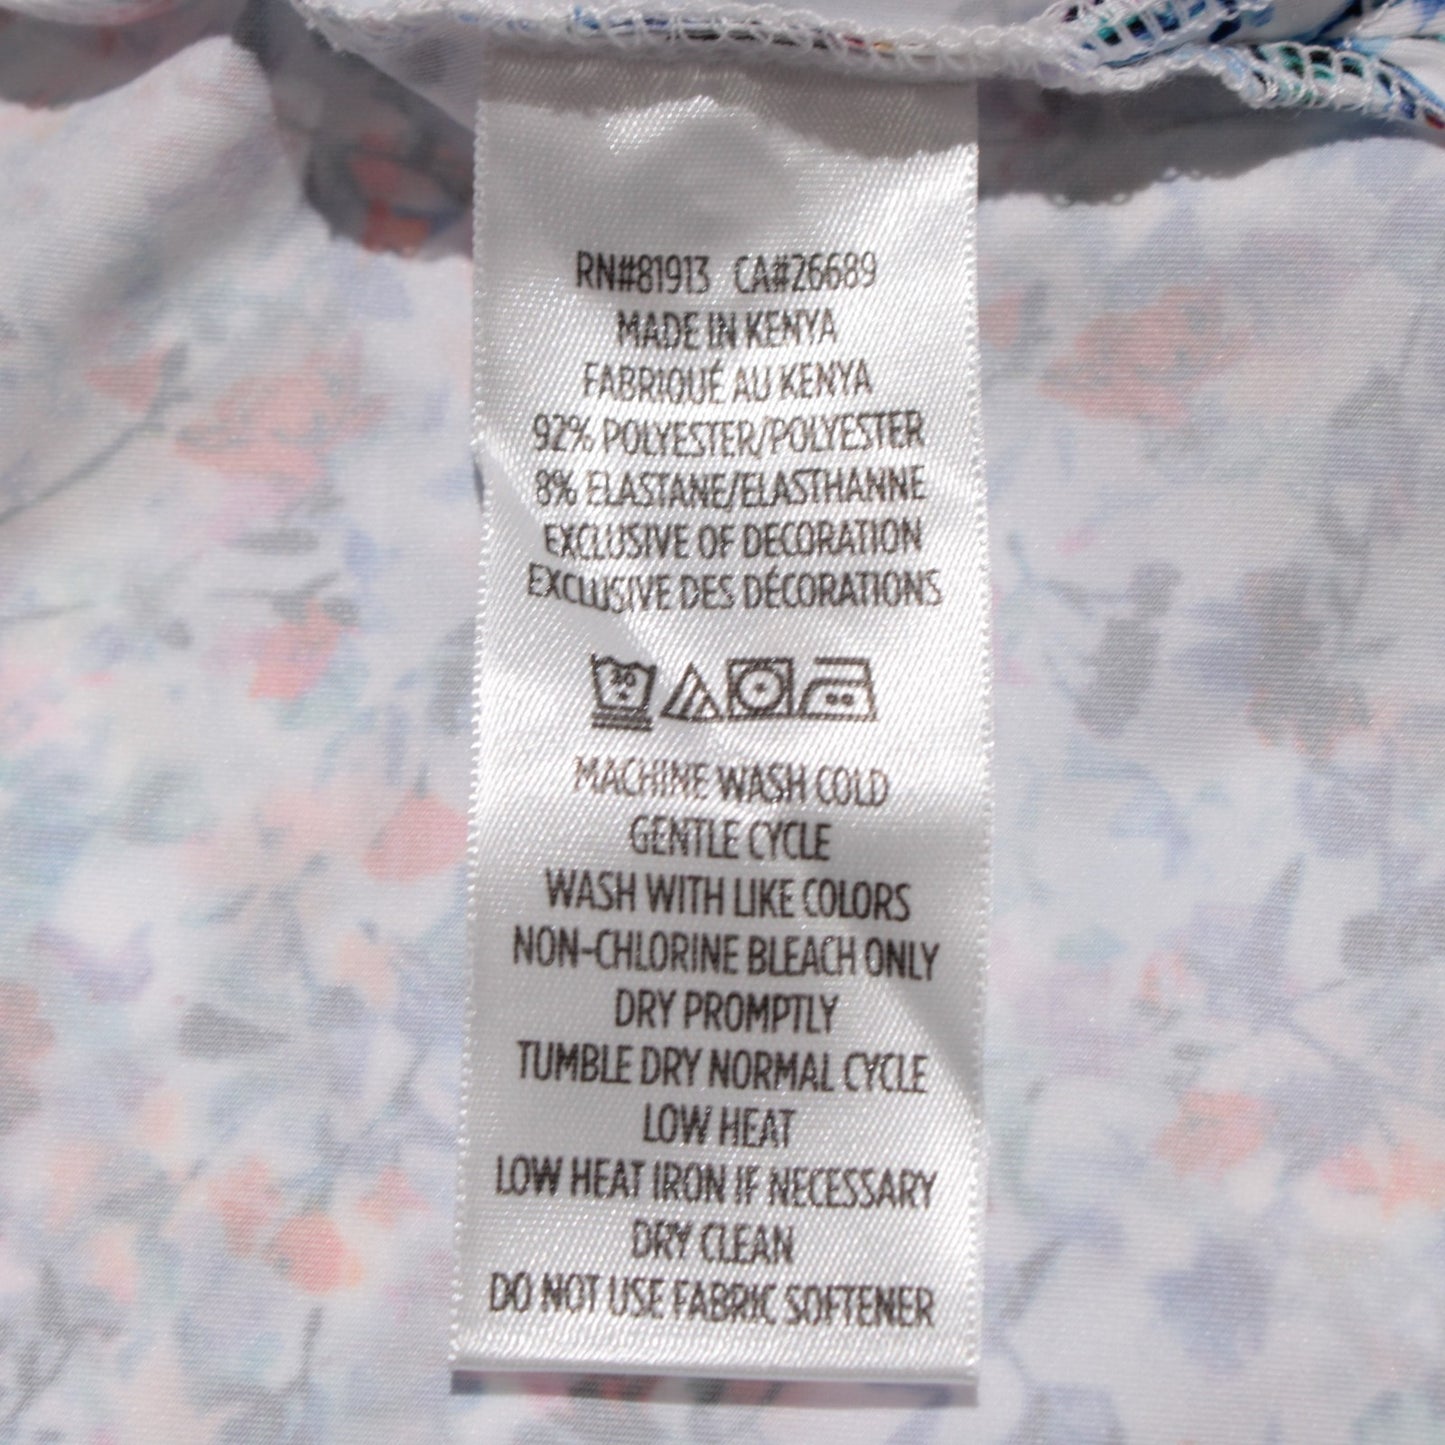 RN#81913 CA#26689
MADE IN KENYA
FABRIQUÉ AU KENYA
92% POLYESTER/POLYESTER
8% ELASTANE/ELASTHANNE
EXCLUSIVE OF DECORATION
EXCLUSIVE DES DÉCORATIONS
30
MACHINE WASH COLD
GENTLE CYCLE
WASH WITH LIKE COLORS
NON-CHLORINE BLEACH ONLY
DRY PROMPTLY
TUMBLE DRY NORMAL CYCLE
LOW HEAT
LOW HEAT IRON IF NECESSARY
DRY CLEAN
DO NOT USE FABRIC SOFTENER